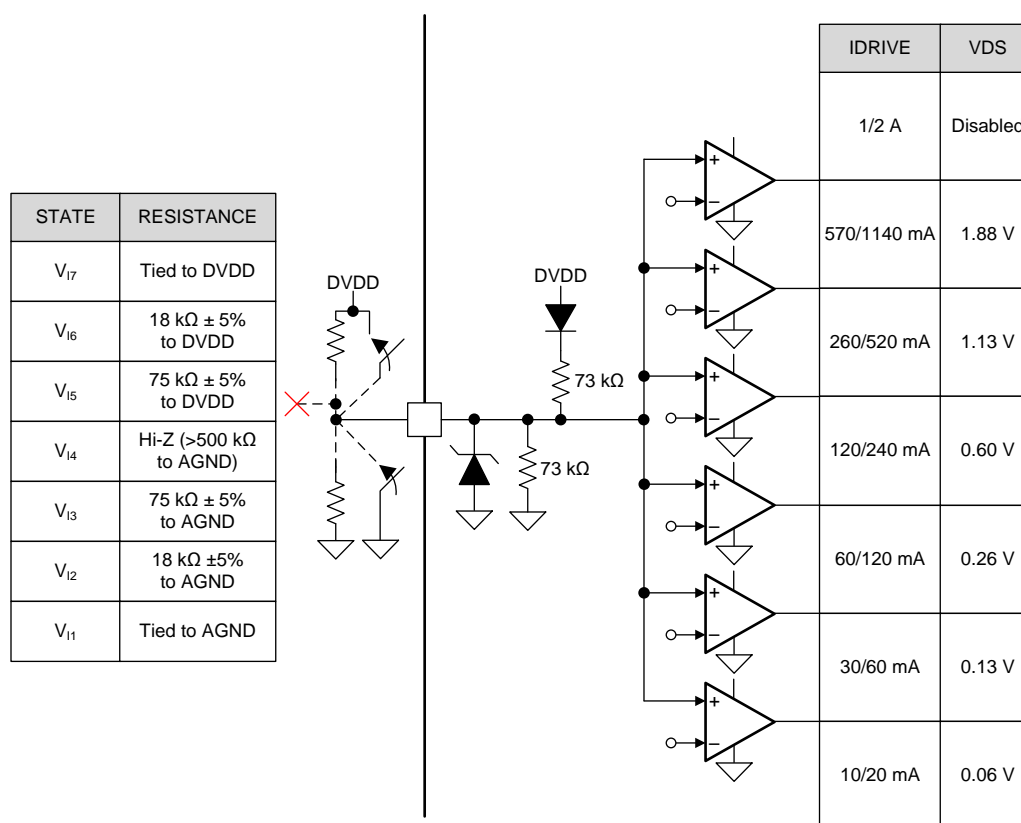 IDRIVE VDS
1/2 A Disabled
570/1140 mA 1.88 V
260/520 mA 1.13 V
120/240 mA 0.60 V
60/120 mA 0.26 V
30/60 mA 0.13 V
10/20 mA 0.06 V
STATE RESISTANCE
VI7 Tied to DVDD
VI6 18 kΩ ± 5%
to DVDD
VI5 75 kΩ ± 5%
to DVDD
VI4 Hi-Z (>500 kΩ
to AGND)
VI3 75 kΩ ± 5%
to AGND
VI2 18 kΩ ±5%
to AGND
VI1 Tied to AGND
DVDD
DVDD
73 kΩ
73 kΩ
+
−
+
−
+
−
+
−
+
−
+
−